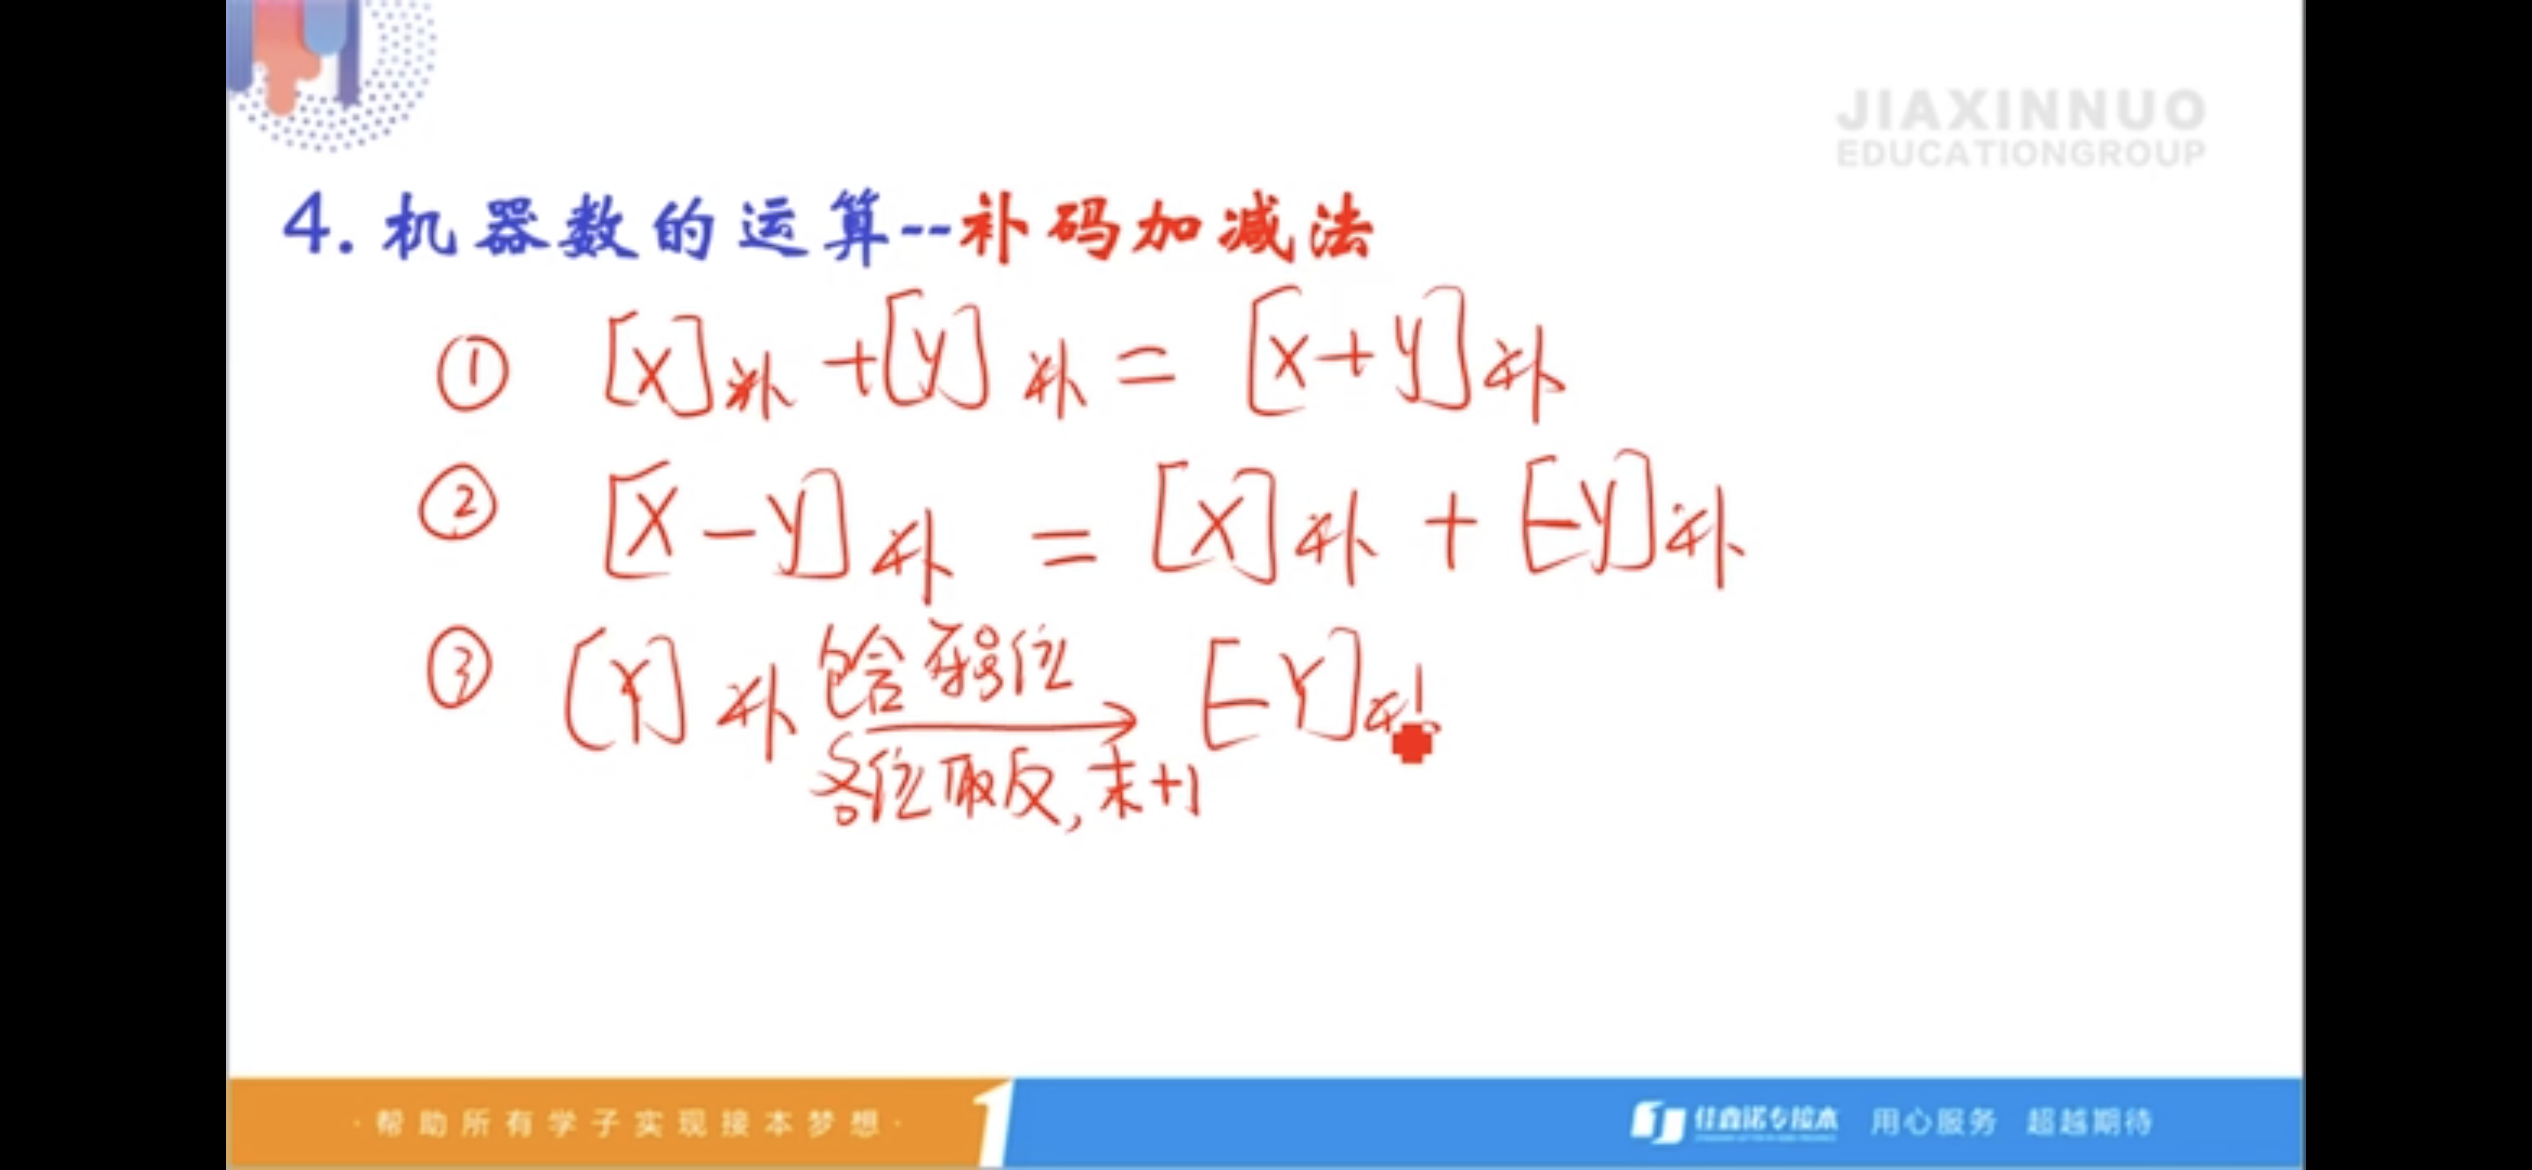 JIAXINNUO
EDUCATIONGROUP
4.机器数的运算--补码加减法
① [X]补+[Y]补=[X+Y]补
② [X-Y]补=[X]补+[-Y]补
③ [Y]补 包含符号位 → [-Y]补
各位取反,末+1
·帮助所有学子实现接本梦想·
1
佳鑫诺专接本 用心服务 超越期待